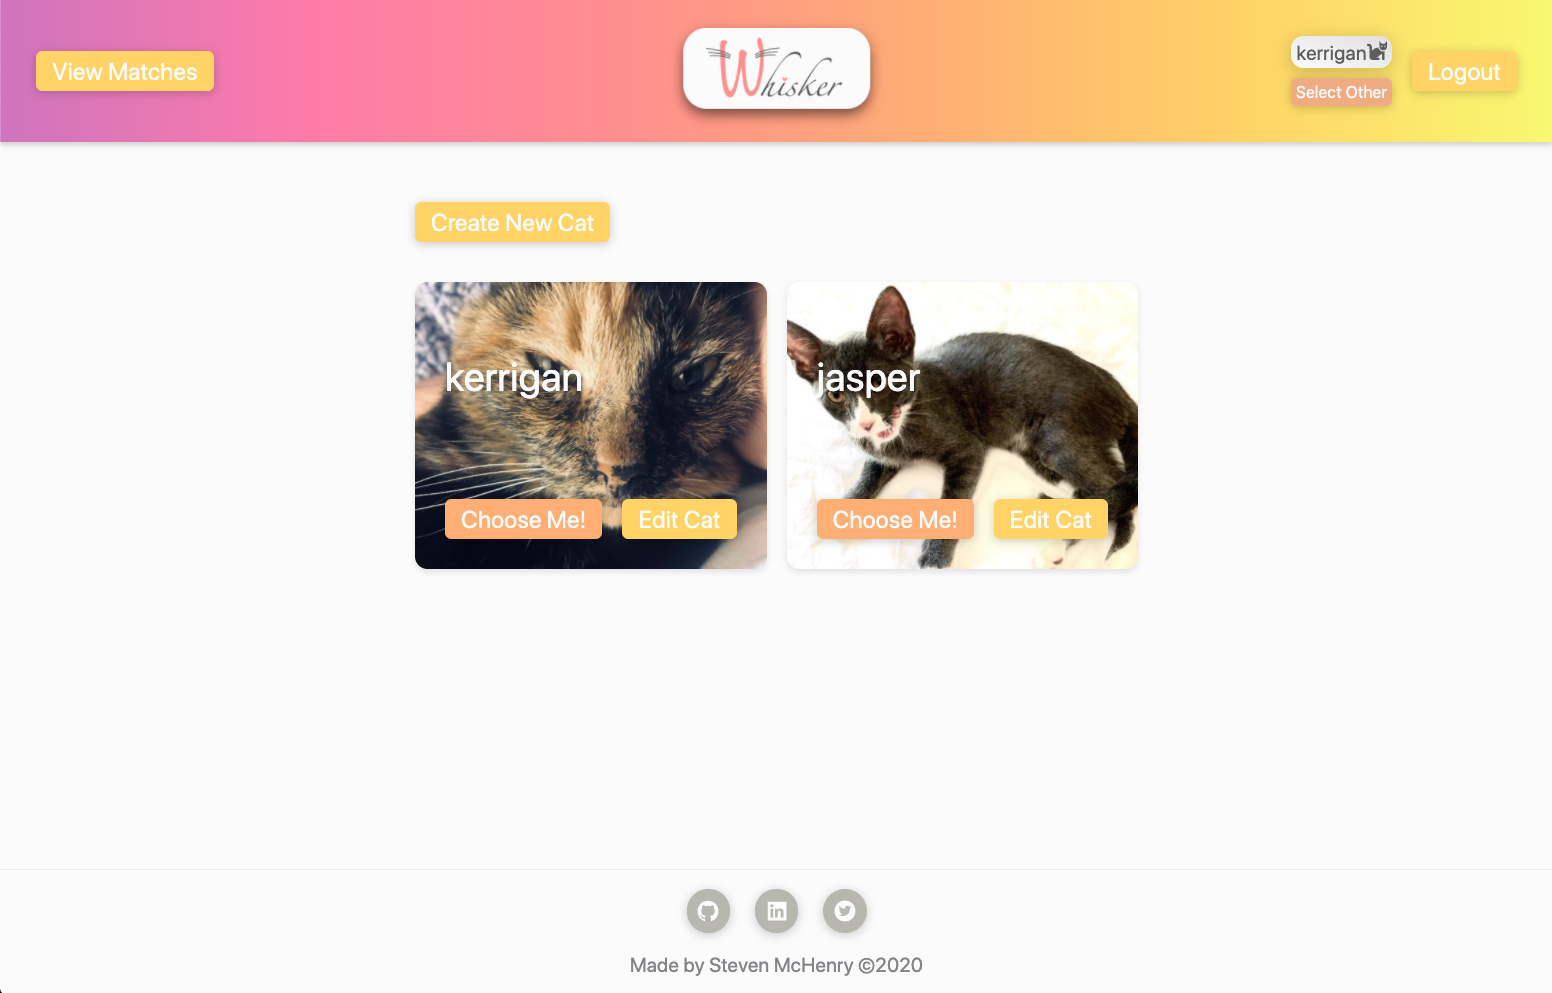 View Matches
Whisker
kerrigan
Select Other
Logout
Create New Cat
kerrigan
Choose Me!
Edit Cat
jasper
Choose Me!
Edit Cat
in
Made by Steven McHenry ©2020